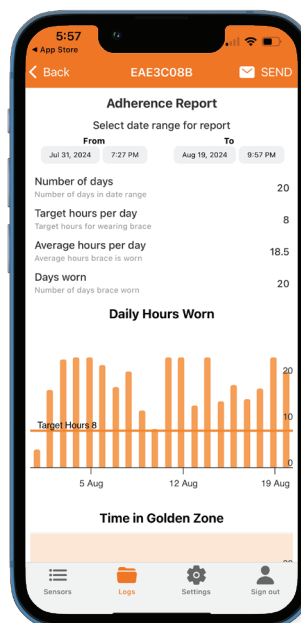 5:57
App Store
Back
EAE3C08B
SEND
Adherence Report
Select date range for report
From
To
Jul 31, 2024
7:27 PM
Aug 19, 2024
9:57 PM
Number of days
Number of days in date range
20
Target hours per day
Target hours for wearing brace
8
Average hours per day
Average hours brace is worn
18.5
Days worn
Number of days brace worn
20
Daily Hours Worn
20
10
0
Target Hours 8
5 Aug
12 Aug
19 Aug
Time in Golden Zone
Sensors
Logs
Settings
Sign out